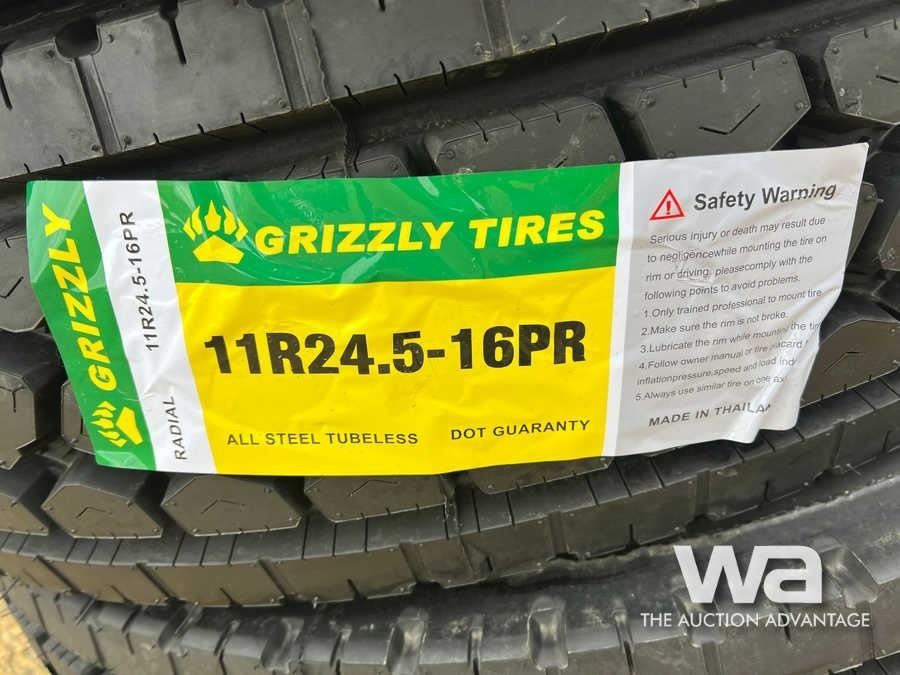 GRIZZLY
RADIAL 11R24.5-16PR
GRIZZLY TIRES
11R24.5-16PR
ALL STEEL TUBELESS DOT GUARANTY
Safety Warning
Serious injury or death may result due
to negligencewhile mounting the tire on
rim or driving. pleasecomply with the
following points to avoid problems.
1.Only trained professional to mount tire
2.Make sure the rim is not broke.
3.Lubricate the rim while mounting the
4.Follow owner manual or tire
inflationpressure,speed and load
5.Always use similar tire on one
MADE IN
wa
THE AUCTION ADVANTAGE